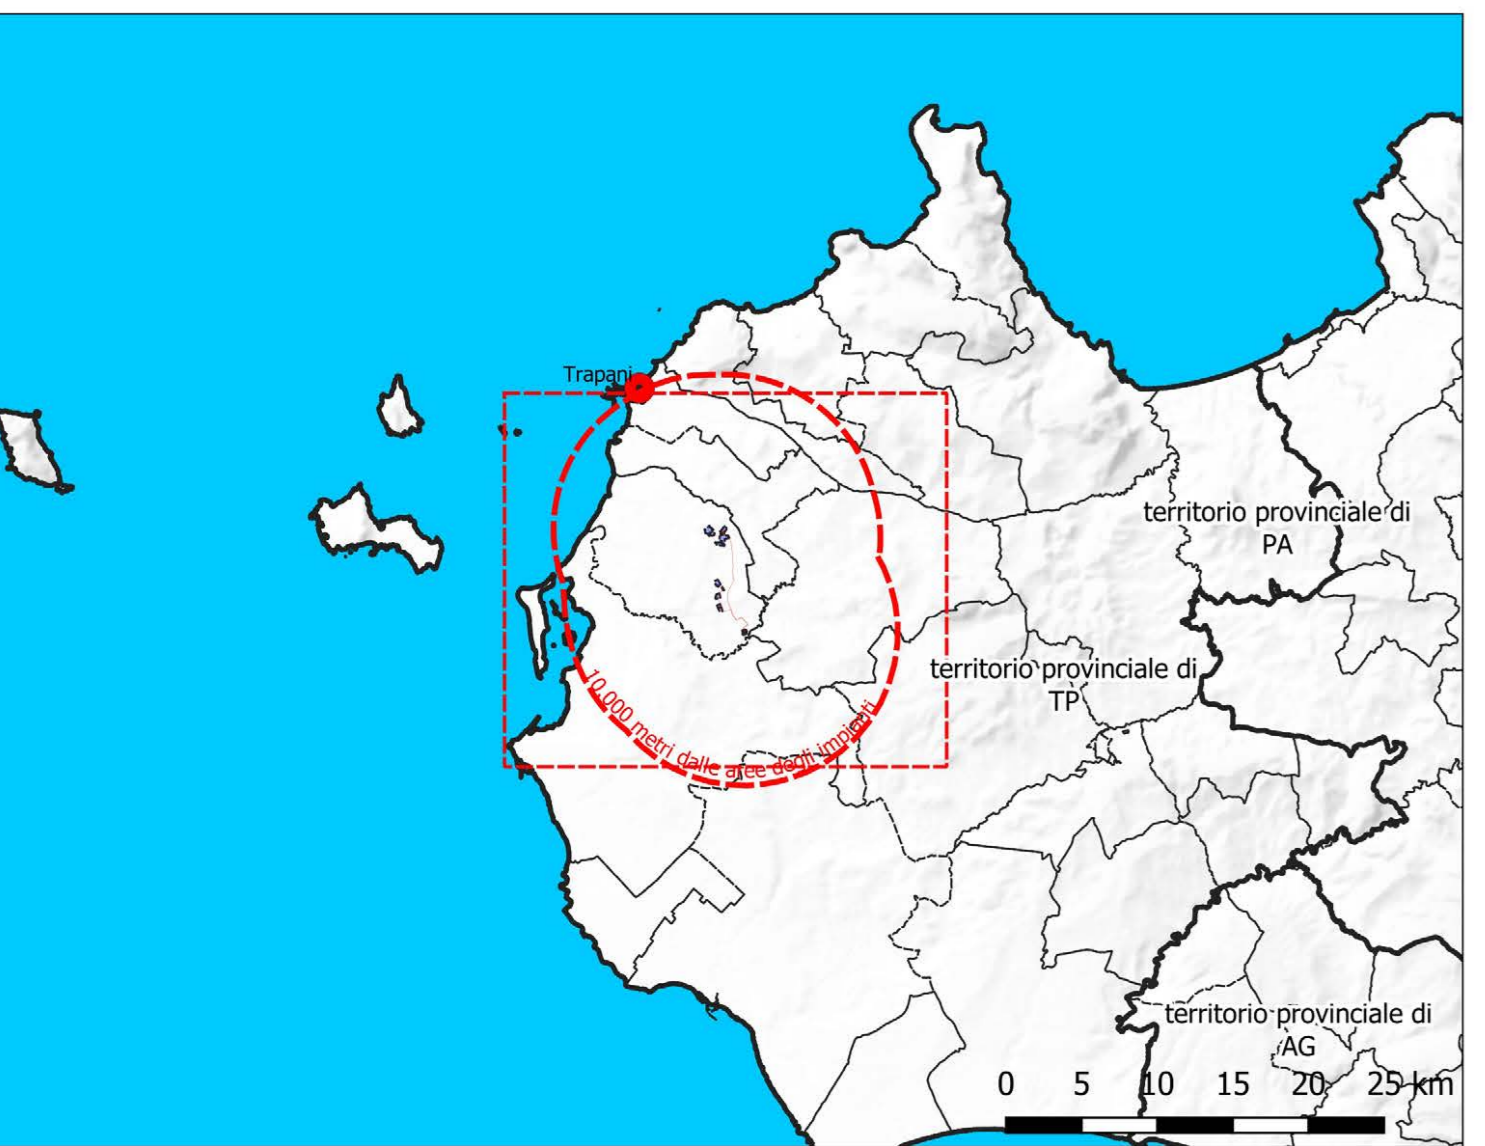 Trapani
territorio provinciale di
PA
territorio provinciale di
TP
10.000 metri dalle aree degli impianti
territorio provinciale di
AG
0 5 10 15 20 25 km